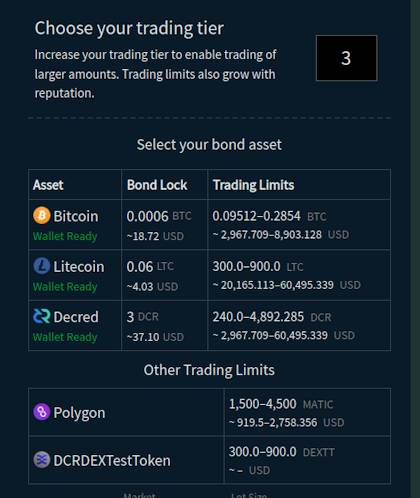 Choose your trading tier
Increase your trading tier to enable trading of
larger amounts. Trading limits also grow with
reputation.
3
Select your bond asset
Asset Bond Lock Trading Limits
Bitcoin 0.0006 BTC 0.09512–0.2854 BTC
Wallet Ready ~18.72 USD ~ 2,967.709–8,903.128 USD
Litecoin 0.06 LTC 300.0–900.0 LTC
Wallet Ready ~4.03 USD ~ 20,165.113–60,495.339 USD
Decred 3 DCR 240.0–4,892.285 DCR
Wallet Ready ~37.10 USD ~ 2,967.709–60,495.339 USD
Other Trading Limits
Polygon 1,500–4,500 MATIC
~ 919.5–2,758.356 USD
DCRDEXTestToken 300.0–900.0 DEXTT
~ – USD
Market Lot Size